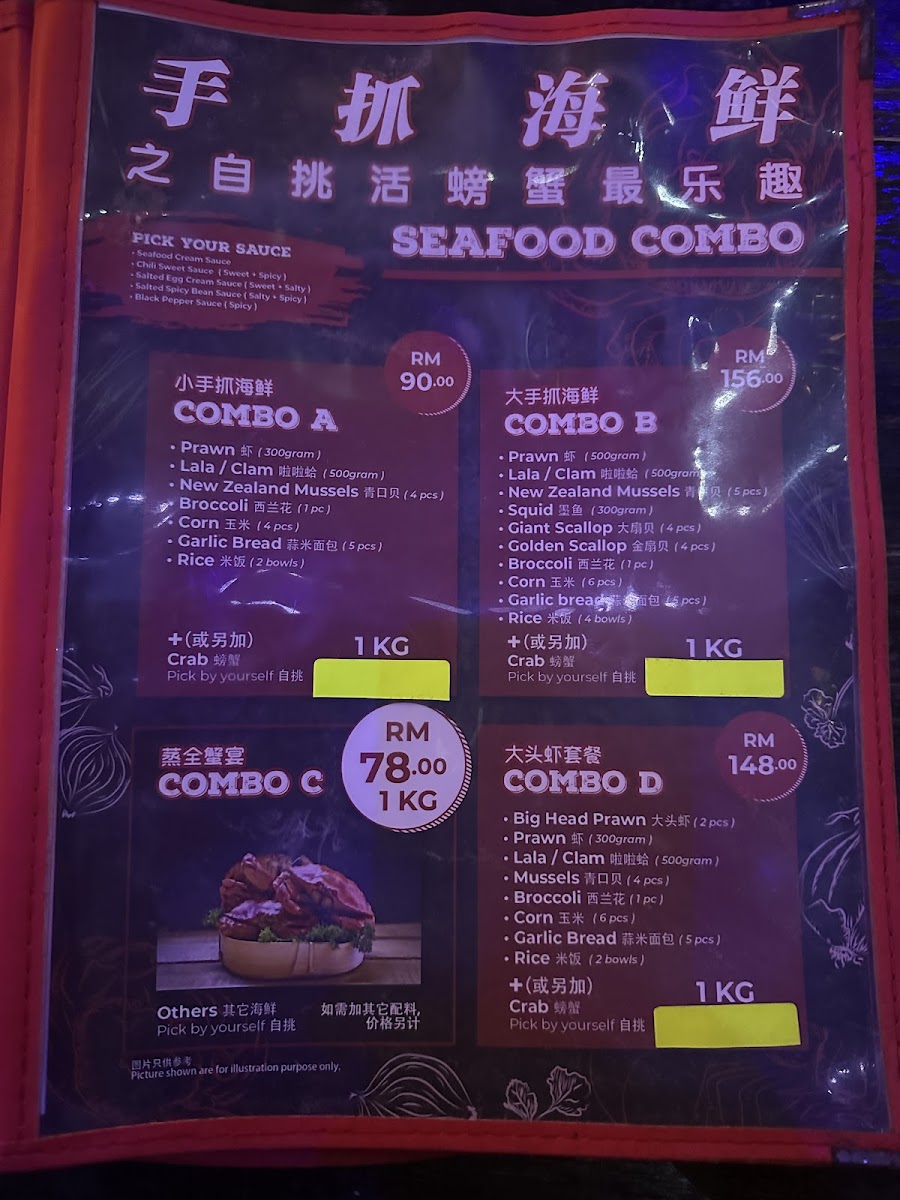 手抓海鲜
之自挑活螃蟹最乐趣
SEAFOOD COMBO
PICK YOUR SAUCE
• Seafood Cream Sauce
• Chili Sweet Sauce ( Sweet + Spicy )
• Salted Egg Cream Sauce ( Sweet + Salty )
• Salted Spicy Bean Sauce ( Salty + Spicy )
• Black Pepper Sauce ( Spicy )
RM
90.00
小手抓海鲜
COMBO A
• Prawn 虾 ( 300gram )
• Lala / Clam 啦啦蛤 ( 500gram )
• New Zealand Mussels 青口贝 ( 4 pcs )
• Broccoli 西兰花 ( 1 pc )
• Corn 玉米 ( 4 pcs )
• Garlic Bread 蒜米面包 ( 5 pcs )
• Rice 米饭 ( 2 bowls )
+(或另加)
Crab 螃蟹
Pick by yourself 自挑
1 KG
RM
156.00
大手抓海鲜
COMBO B
• Prawn 虾 ( 500gram )
• Lala / Clam 啦啦蛤 ( 500gram
• New Zealand Mussels 青口贝 ( 5 pcs )
• Squid 墨鱼 ( 300gram )
• Giant Scallop 大扇贝 ( 4 pcs )
• Golden Scallop 金扇贝 ( 4 pcs )
• Broccoli 西兰花 ( 1 pc )
• Corn 玉米 ( 6 pcs )
• Garlic bread 蒜米面包 ( 5 pcs )
• Rice 米饭 ( 4 bowls )
+(或另加)
Crab 螃蟹
Pick by yourself 自挑
1 KG
RM
78.00
1 KG
蒸全蟹宴
COMBO C
Others 其它海鲜
Pick by yourself 自挑
如需加其它配料,
价格另计
RM
148.00
大头虾套餐
COMBO D
• Big Head Prawn 大头虾 ( 2 pcs )
• Prawn 虾 ( 300gram )
• Lala / Clam 啦啦蛤 ( 500gram )
• Mussels 青口贝 ( 4 pcs )
• Broccoli 西兰花 ( 1 pc )
• Corn 玉米 ( 6 pcs )
• Garlic Bread 蒜米面包 ( 5 pcs )
• Rice 米饭 ( 2 bowls )
+(或另加)
Crab 螃蟹
Pick by yourself 自挑
1 KG
图片只供参考
Picture shown are for illustration purpose only.